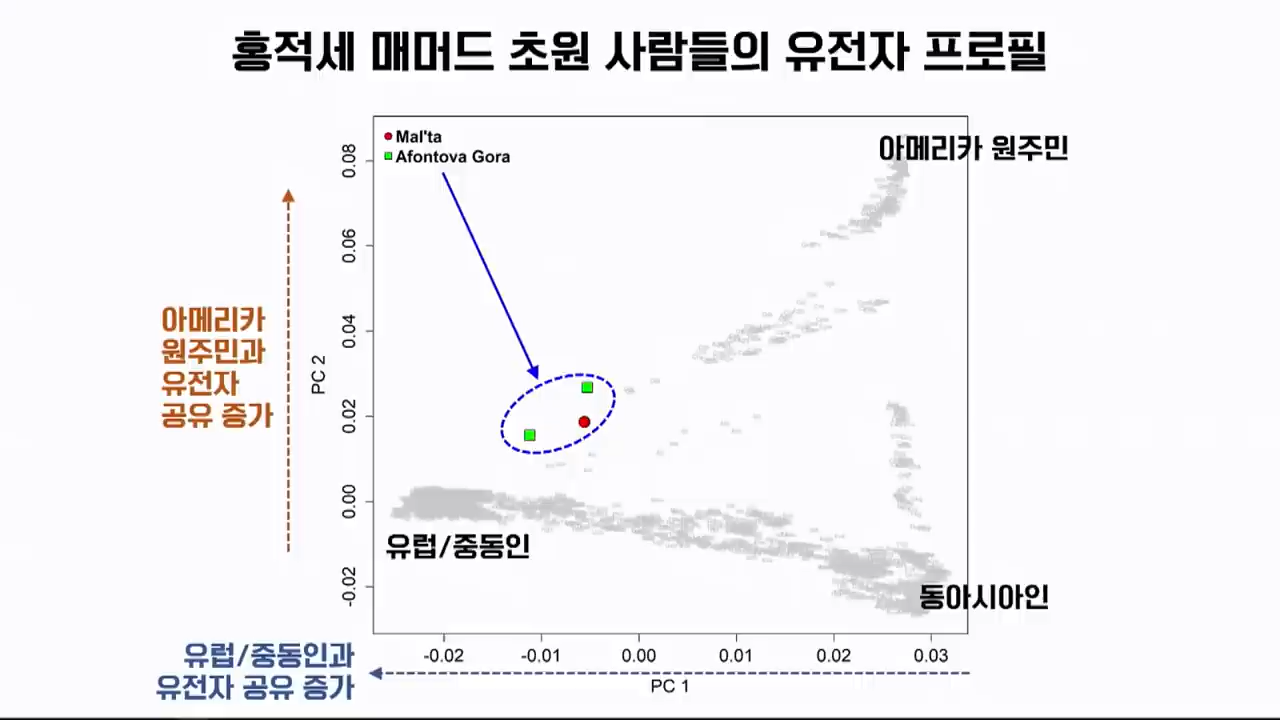 홍적세 매머드 초원 사람들의 유전자 프로필
Mal'ta
Afontova Gora
아메리카 원주민
아메리카
원주민과
유전자
공유 증가
PC 2
0.08
0.06
0.04
0.02
0.00
-0.02
유럽/중동인
동아시아인
-0.02
-0.01
0.00
0.01
0.02
0.03
PC 1
유럽/중동인과
유전자 공유 증가